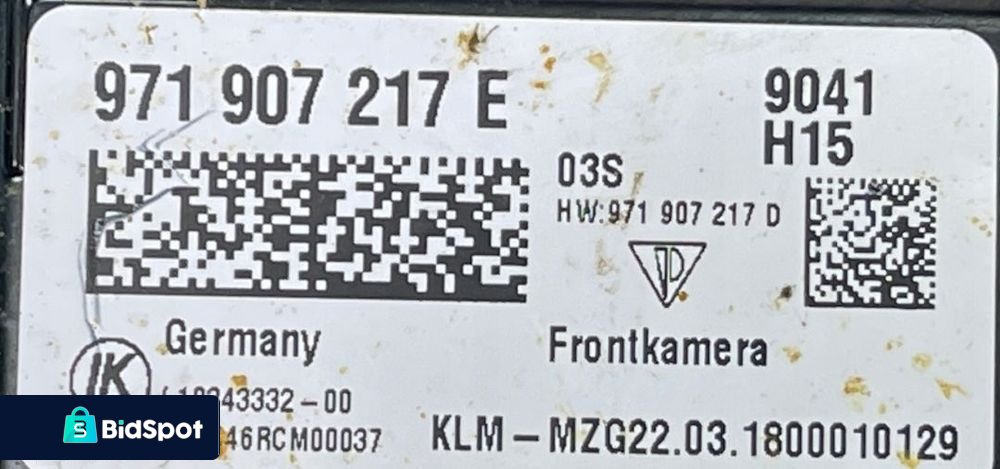 971 907 217 E
9041
H15
03S
HW:971 907 217 D
Germany
Frontkamera
43332-00
46RCM00037
KLM-MZG22.03.1800010129
BidSpot